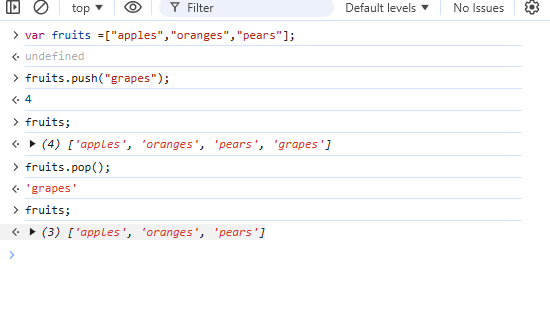 top ▼ Filter Default levels ▼ No Issues
> var fruits =["apples","oranges","pears"];
undefined
> fruits.push("grapes");
4
> fruits;
▶ (4) ['apples', 'oranges', 'pears', 'grapes']
> fruits.pop();
'grapes'
> fruits;
▶ (3) ['apples', 'oranges', 'pears']
>